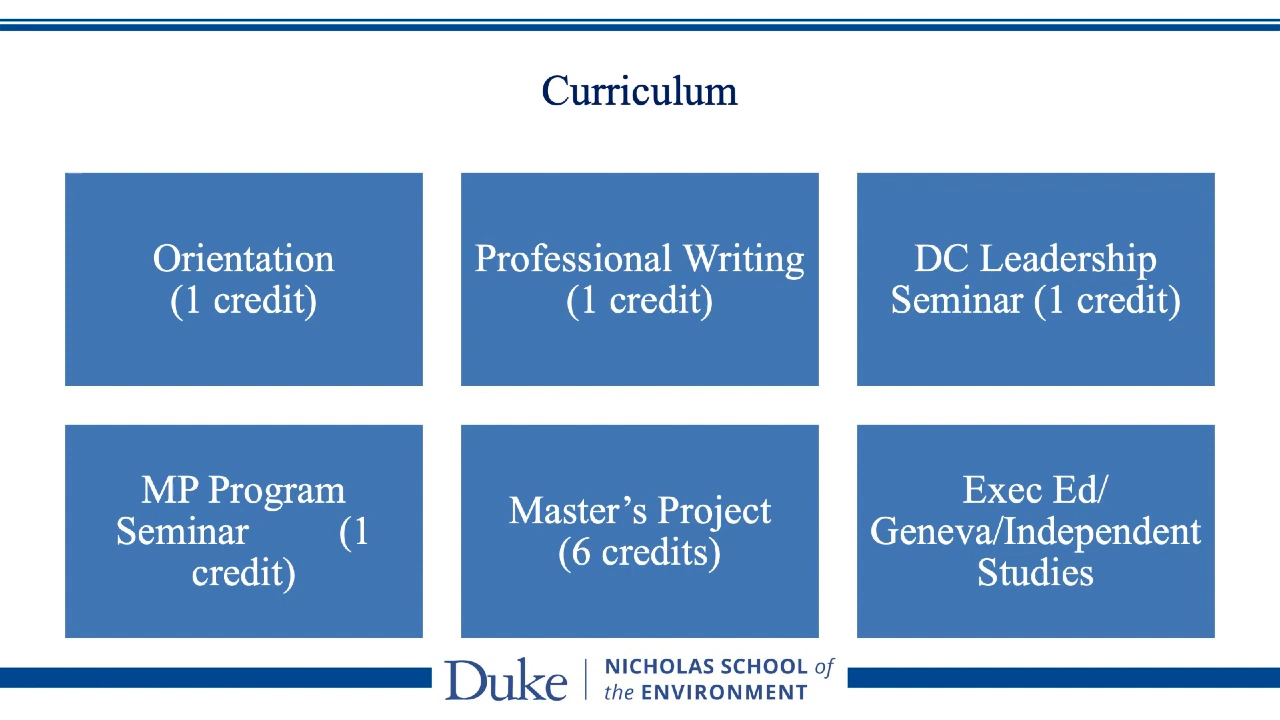 Curriculum
Orientation
(1 credit)
Professional Writing
(1 credit)
DC Leadership
Seminar (1 credit)
MP Program
Seminar (1
credit)
Master’s Project
(6 credits)
Exec Ed/
Geneva/Independent
Studies
Duke
NICHOLAS SCHOOL of
the ENVIRONMENT